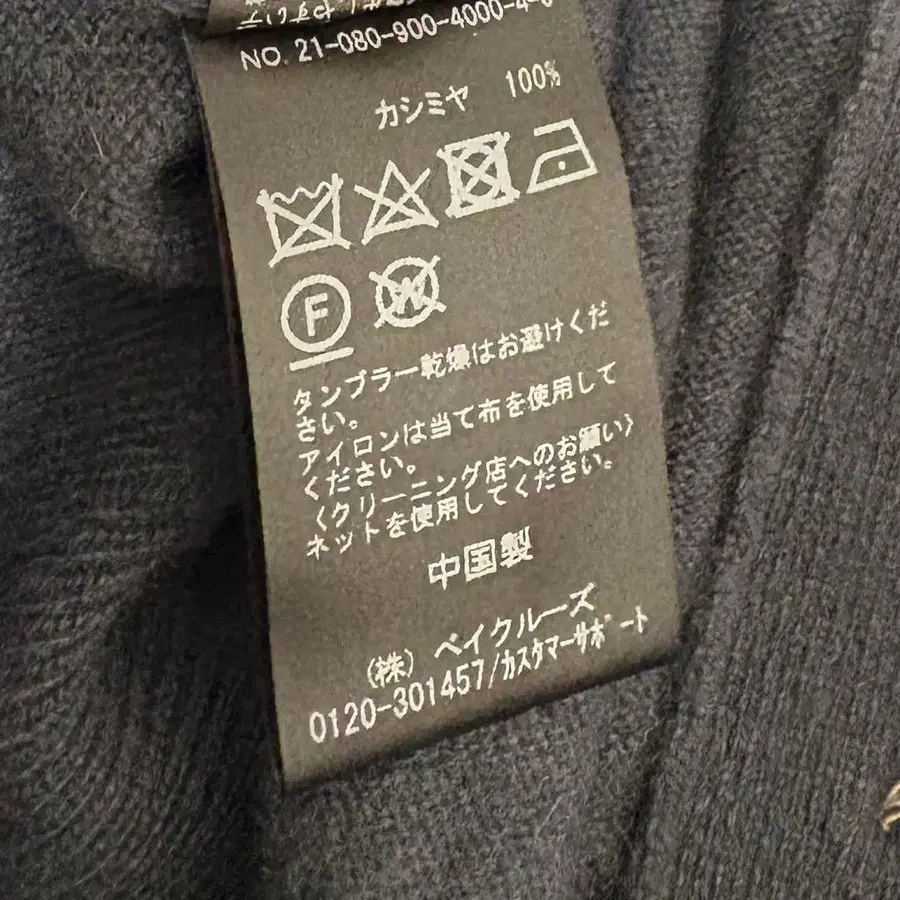 NO. 21-080-900-4000-4-0
カシミヤ 100%
F
W
タンブラー乾燥はお避けくだ
さい。
アイロンは当て布を使用して
ください。
〈クリーニング店へのお願い〉
ネットを使用してください。
中国製
(株) ベイクルーズ
0120-301457/カスタマーサポート